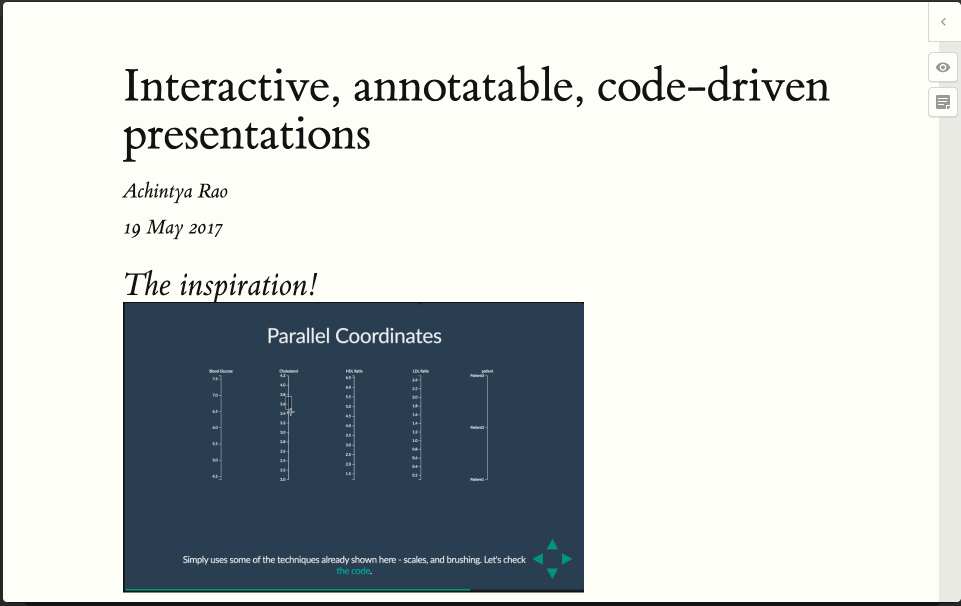 Interactive, annotatable, code-driven
presentations
Achintya Rao
19 May 2017
The inspiration!
Parallel Coordinates
Blood Glucose Cholesterol HDL Ratio LDL Ratio patient
Patient3
Patient2
Patient1
Simply uses some of the techniques already shown here - scales, and brushing. Let's check
the code.